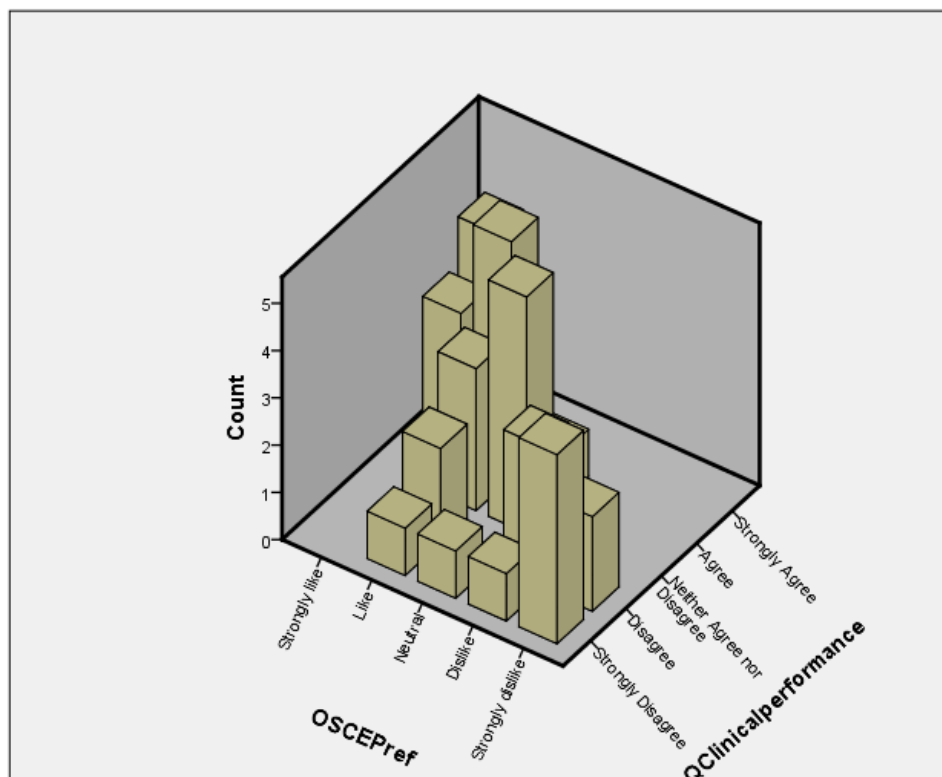 5
4
3
2
1
0
Count
Strongly like
Like
Neutral
Dislike
Strongly dislike
OSCEPref
Strongly Agree
Agree
Neither Agree nor
Disagree
Disagree
Strongly Disagree
QClinicalperformance